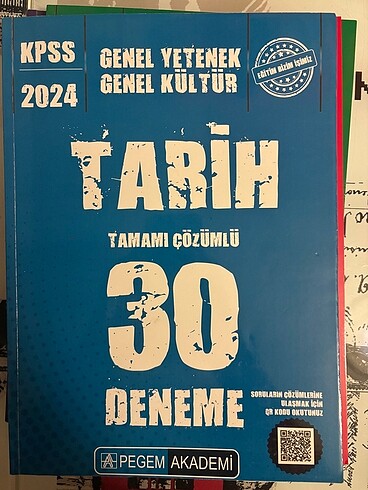 KPSS
2024
GENEL YETENEK
GENEL KÜLTÜR
EĞİTİM BİZİM İŞİMİZ
TARİH
TAMAMI ÇÖZÜMLÜ
30
DENEME
SORULARIN ÇÖZÜMLERİNE
ULAŞMAK İÇİN
QR KODU OKUTUNUZ
PEGEM AKADEMİ